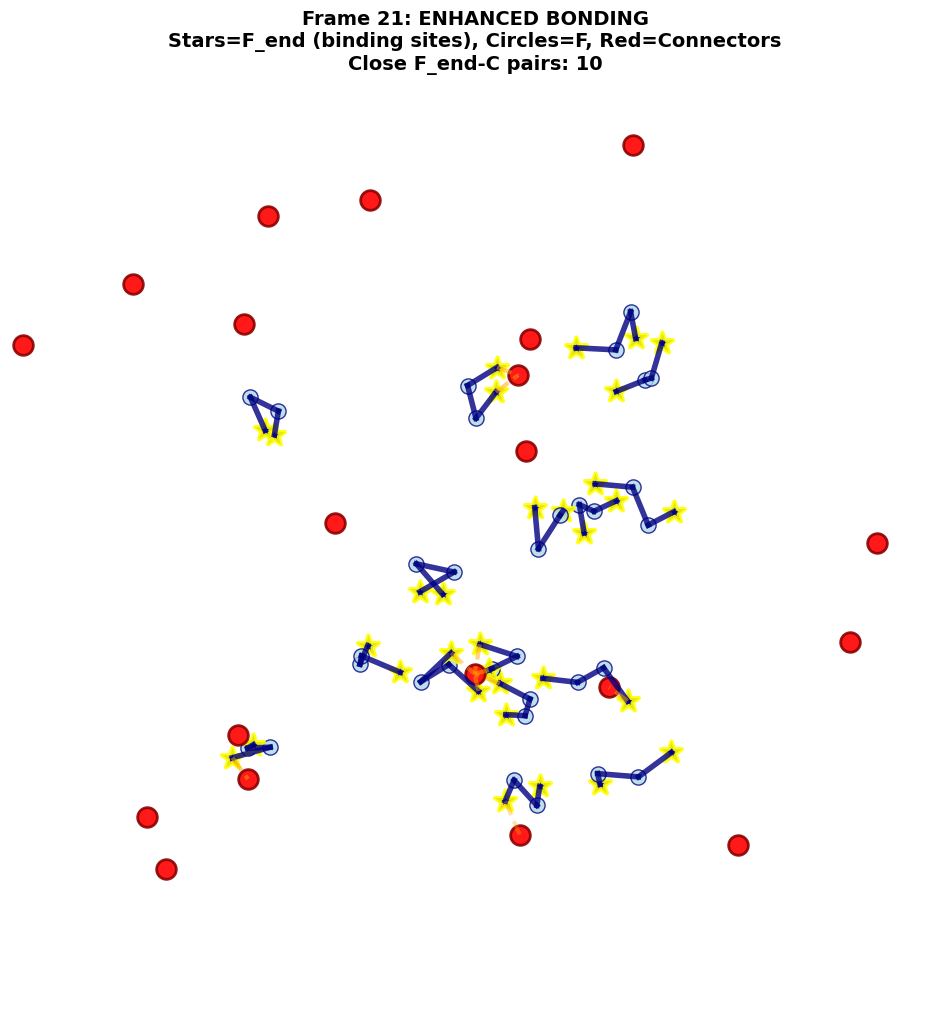 Frame 21: ENHANCED BONDING
Stars=F_end (binding sites), Circles=F, Red=Connectors
Close F_end-C pairs: 10